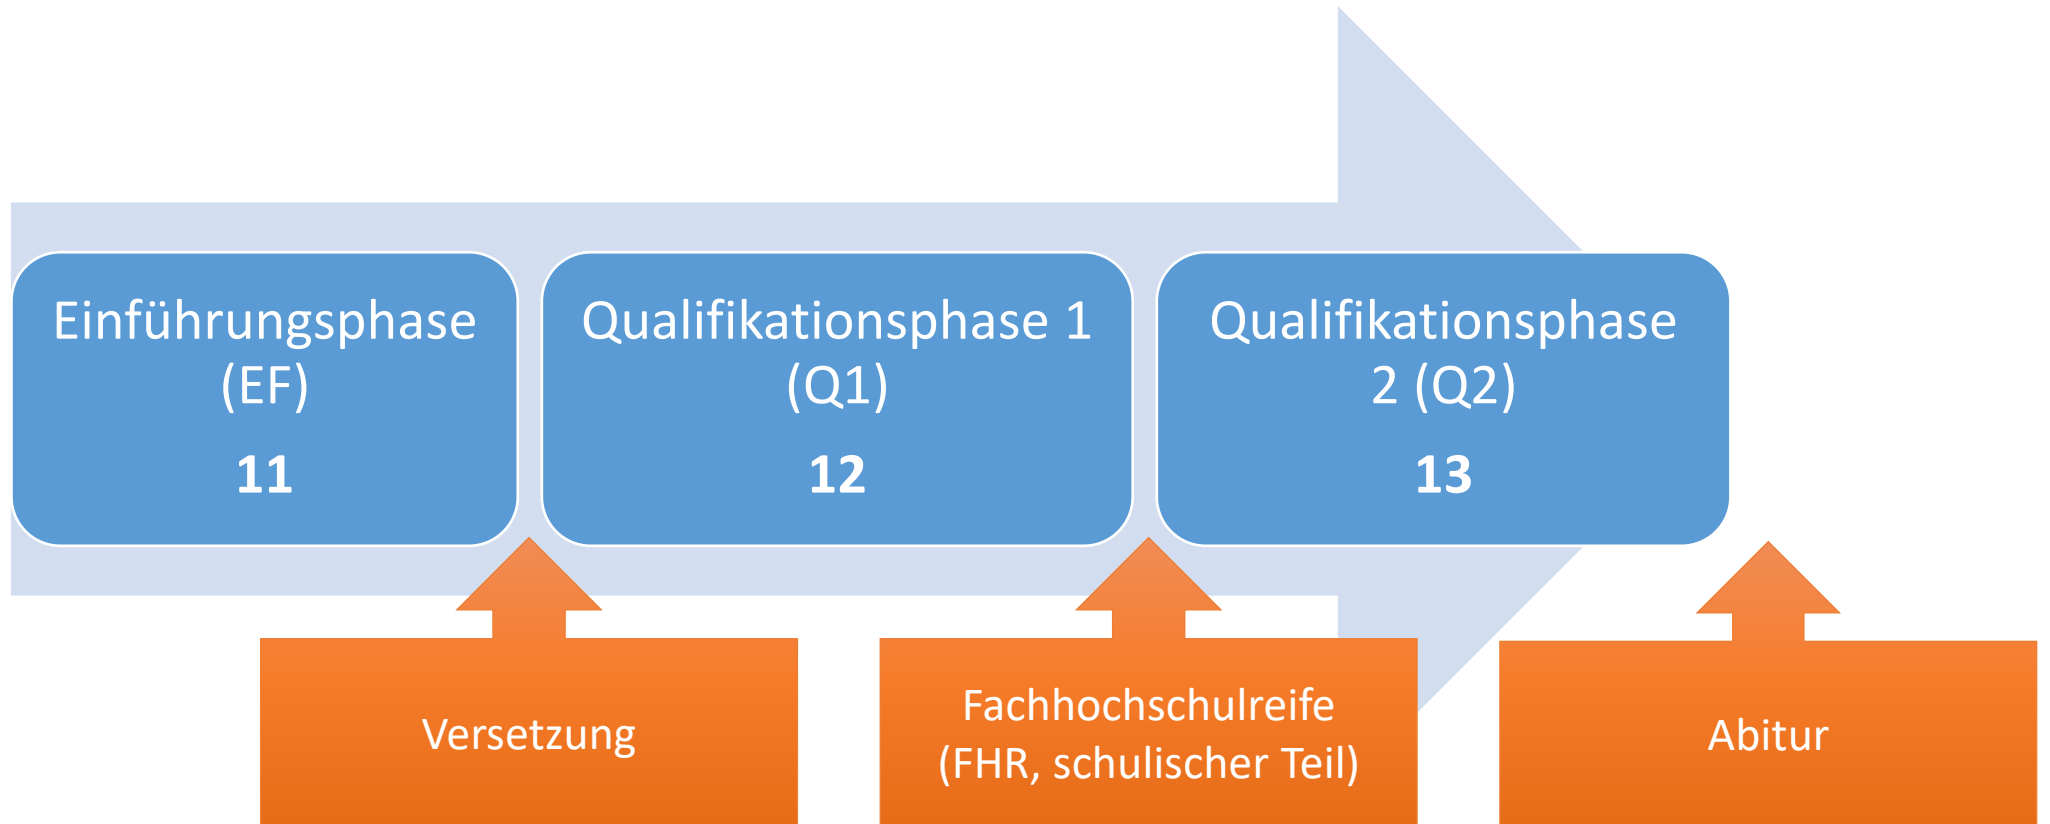 Einführungsphase
(EF)
11
Qualifikationsphase 1
(Q1)
12
Qualifikationsphase
2 (Q2)
13
Versetzung
Fachhochschulreife
(FHR, schulischer Teil)
Abitur